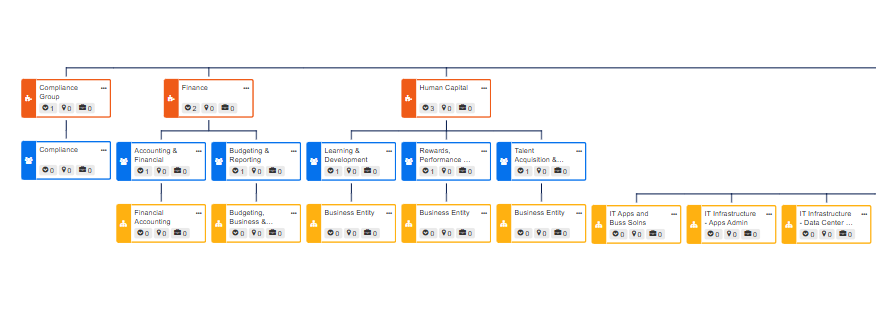 Compliance
Group
1 0 0
Finance
2 0 0
Human Capital
3 0 0
Compliance
0 0 0
Accounting &
Financial
1 0 0
Budgeting &
Reporting
1 0 0
Learning &
Development
1 0 0
Rewards,
Performance ...
1 0 0
Talent
Acquisition &...
1 0 0
Financial
Accounting
0 0 0
Budgeting,
Business &...
0 0 0
Business Entity
0 0 0
Business Entity
0 0 0
Business Entity
0 0 0
IT Apps and
Buss Solns
0 0 0
IT Infrastructure
- Apps Admin
0 0 0
IT Infrastructure
- Data Center ...
0 0 0